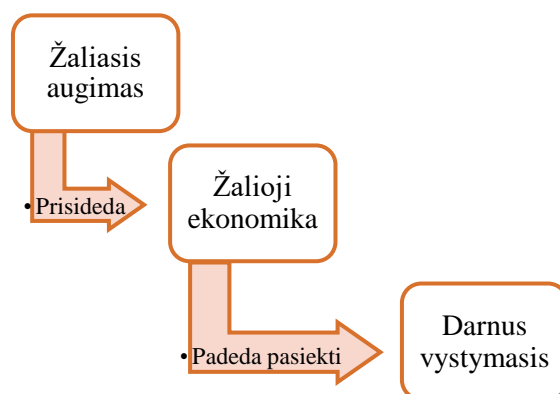 Žaliasis
augimas
• Prisideda
Žalioji
ekonomika
• Padeda pasiekti
Darnus
vystymasis